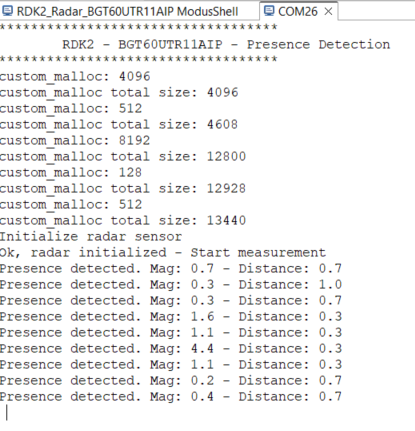 RDK2_Radar_BGT60UTR11AIP ModusShell COM26
***********************************
RDK2 - BGT60UTR11AIP - Presence Detection
***********************************
custom_malloc: 4096
custom_malloc total size: 4096
custom_malloc: 512
custom_malloc total size: 4608
custom_malloc: 8192
custom_malloc total size: 12800
custom_malloc: 128
custom_malloc total size: 12928
custom_malloc: 512
custom_malloc total size: 13440
Initialize radar sensor
Ok, radar initialized - Start measurement
Presence detected. Mag: 0.7 - Distance: 0.7
Presence detected. Mag: 0.3 - Distance: 1.0
Presence detected. Mag: 0.3 - Distance: 0.7
Presence detected. Mag: 1.6 - Distance: 0.3
Presence detected. Mag: 1.1 - Distance: 0.3
Presence detected. Mag: 4.4 - Distance: 0.3
Presence detected. Mag: 1.1 - Distance: 0.3
Presence detected. Mag: 0.2 - Distance: 0.7
Presence detected. Mag: 0.4 - Distance: 0.7